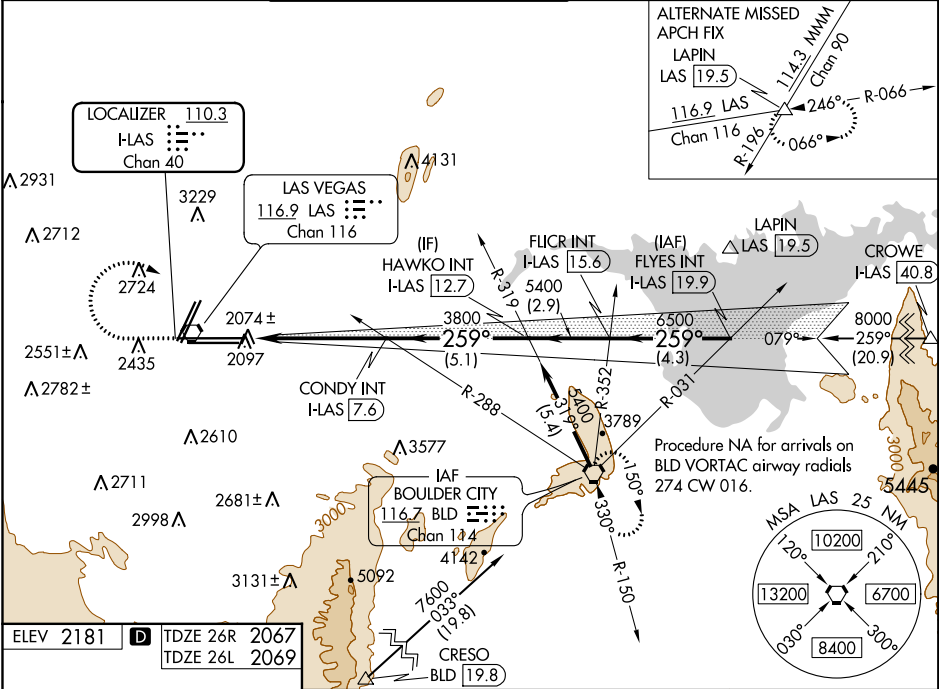 ALTERNATE MISSED
APCH FIX
LAPIN
LAS 19.5
114.3 MMM
Chan 90
116.9 LAS
Chan 116
246°
R-066
066°
R-196
LOCALIZER 110.3
I-LAS
Chan 40
LAS VEGAS
116.9 LAS
Chan 116
2931
2712
3229
4131
2724
2074 ±
2551 ±
2435
2097
2782 ±
(IF)
HAWKO INT
I-LAS 12.7
FLICR INT
I-LAS 15.6
5400
(2.9)
(IAF)
FLYES INT
I-LAS 19.9
LAPIN
LAS 19.5
CROWE
I-LAS 40.8
R-319
3800
259°
(5.1)
6500
259°
(4.3)
079°
8000
259°
(20.9)
CONDY INT
I-LAS 7.6
R-288
R-352
R-031
5400
319°
(5.4)
3789
2610
3577
2711
2681 ±
2998
3000
3131 ±
5092
IAF
BOULDER CITY
116.7 BLD
Chan 114
4142
150°
330°
R-150
Procedure NA for arrivals on
BLD VORTAC airway radials
274 CW 016.
3000
5445
7600
033°
(19.8)
CRESO
BLD 19.8
MSA LAS 25 NM
120°
10200
210°
13200
6700
030°
8400
300°
ELEV 2181
D
TDZE 26R 2067
TDZE 26L 2069